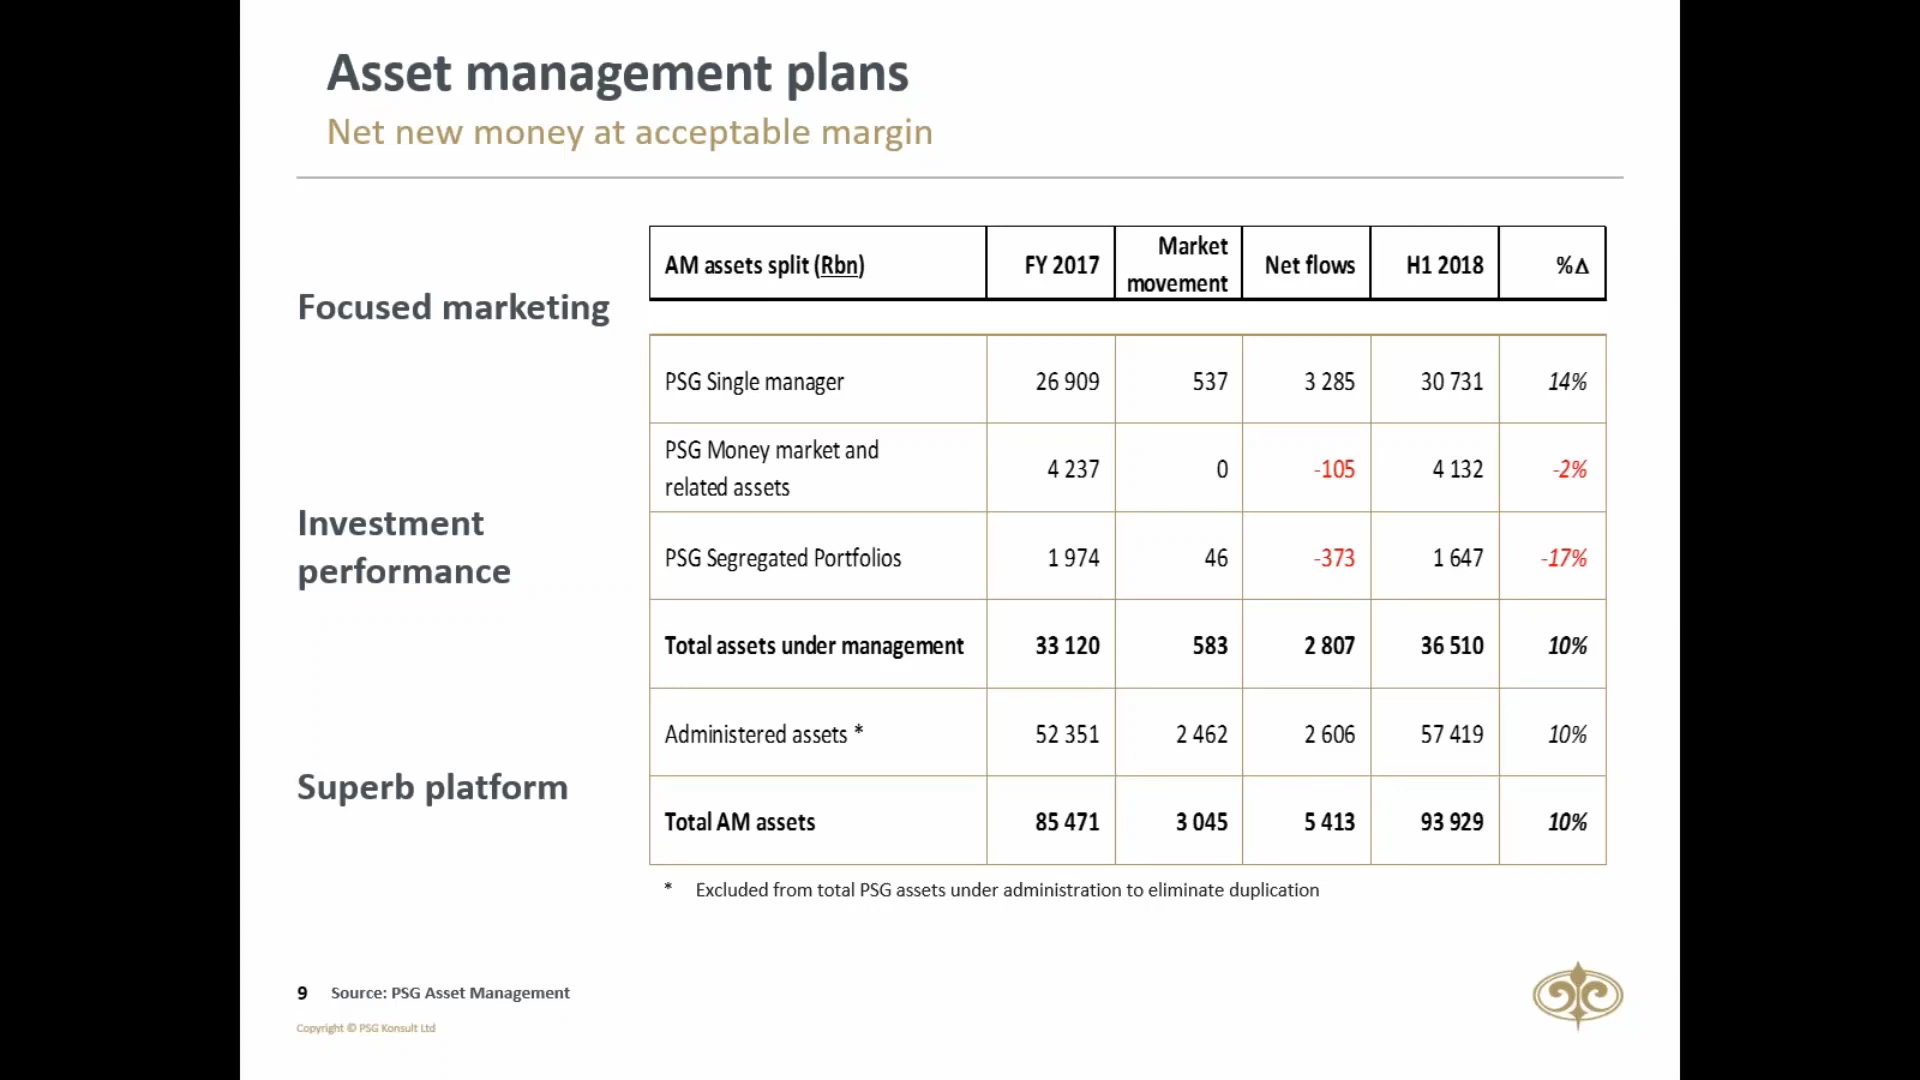 Asset management plans
Net new money at acceptable margin
Focused marketing
Investment
performance
Superb platform
AM assets split (Rbn) FY 2017 Market movement Net flows H1 2018 %Δ
PSG Single manager 26 909 537 3 285 30 731 14%
PSG Money market and
related assets 4 237 0 -105 4 132 -2%
PSG Segregated Portfolios 1 974 46 -373 1 647 -17%
Total assets under management 33 120 583 2 807 36 510 10%
Administered assets * 52 351 2 462 2 606 57 419 10%
Total AM assets 85 471 3 045 5 413 93 929 10%
* Excluded from total PSG assets under administration to eliminate duplication
9 Source: PSG Asset Management
Copyright © PSG Konsult Ltd